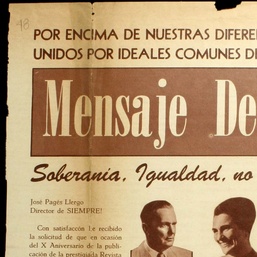 48
POR ENCIMA DE NUESTRAS DIFERE
UNIDOS POR IDEALES COMUNES DE
Mensaje De
Soberanía, Igualdad, no
José Pagés Llergo
Director de SIEMPRE!
Con satisfacción he recibido
la solicitud de que en ocasión
del X Aniversario de la publi-
cación de la prestigiada Revista